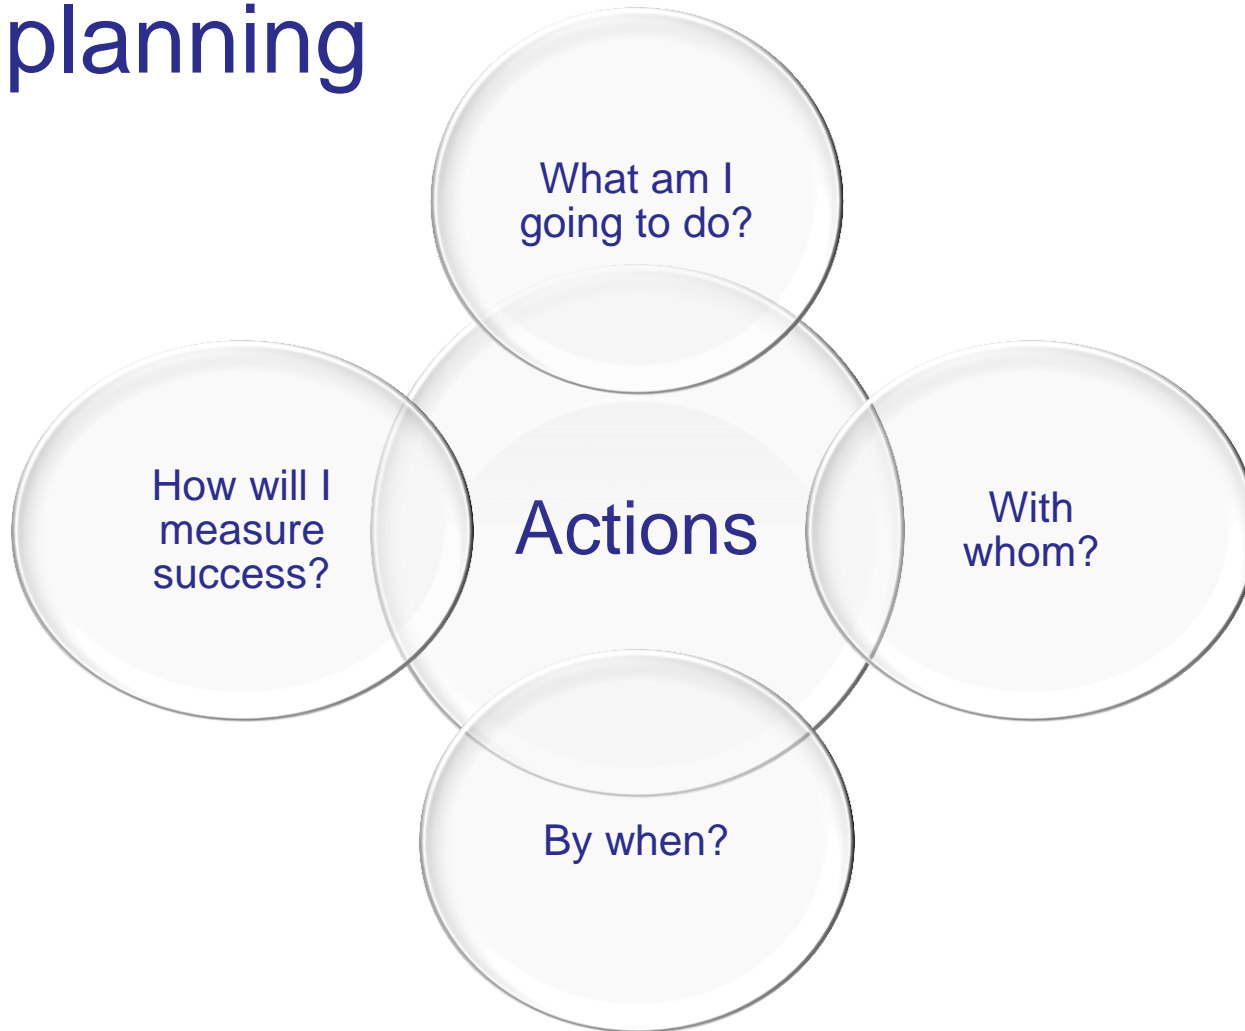 planning
What am I
going to do?
How will I
measure
success?
Actions
With
whom?
By when?